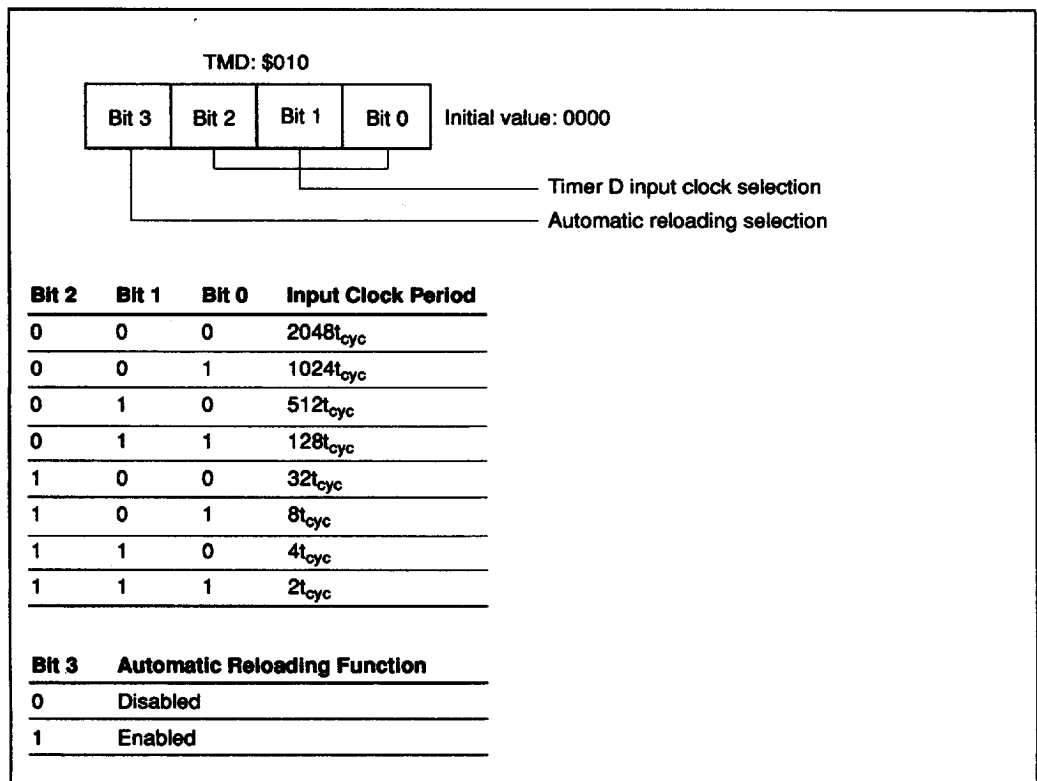 TMD: $010
Bit 3 Bit 2 Bit 1 Bit 0 Initial value: 0000
Timer D input clock selection
Automatic reloading selection
Bit 2 Bit 1 Bit 0 Input Clock Period
0 0 0 2048tcyc
0 0 1 1024tcyc
0 1 0 512tcyc
0 1 1 128tcyc
1 0 0 32tcyc
1 0 1 8tcyc
1 1 0 4tcyc
1 1 1 2tcyc
Bit 3 Automatic Reloading Function
0 Disabled
1 Enabled